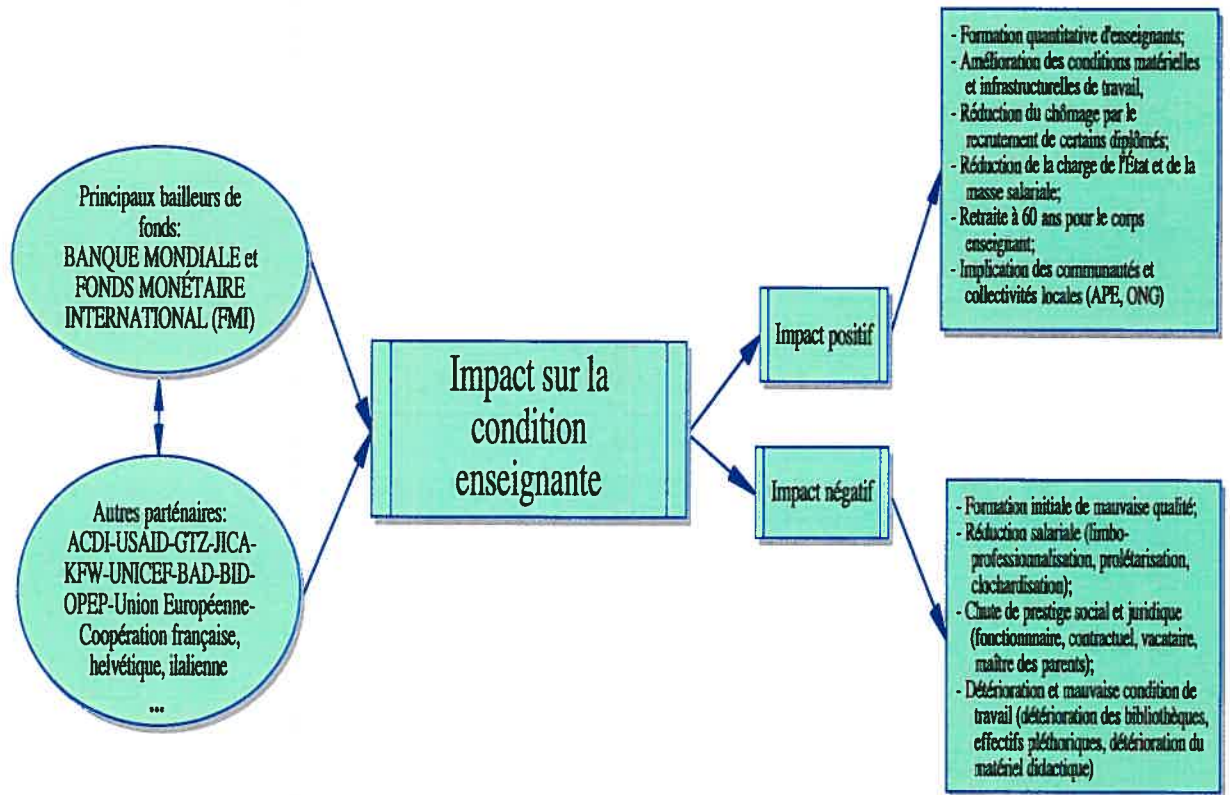 Principaux bailleurs de
fonds:
BANQUE MONDIALE et
FONDS MONÉTAIRE
INTERNATIONAL (FMI)
Autres parténaires:
ACDI-USAID-GTZ-JICA-
KFW-UNICEF-BAD-BID-
OPEP-Union Européenne-
Coopération française,
helvétique, ilalienne
...
Impact sur la
condition
enseignante
Impact positif
Impact négatif
- Formation quantitative d'enseignants;
- Amélioration des conditions matérielles
et infrastructurelles de travail,
- Réduction du chômage par le
recrutement de certains diplômés;
- Réduction de la charge de l'État et de la
masse salariale;
- Retraite à 60 ans pour le corps
enseignant;
- Implication des communautés et
collectivités locales (APE, ONG)
- Formation initiale de mauvaise qualité;
- Réduction salariale (limbo-
professionnalisation, prolétarisation,
clochardisation);
- Chute de prestige social et juridique
(fonctionnnaire, contractuel, vacataire,
maître des parents);
- Détérioration et mauvaise condition de
travail (détérioration des bibliothèques,
effectifs pléthoriques, détérioration du
matériel didactique)